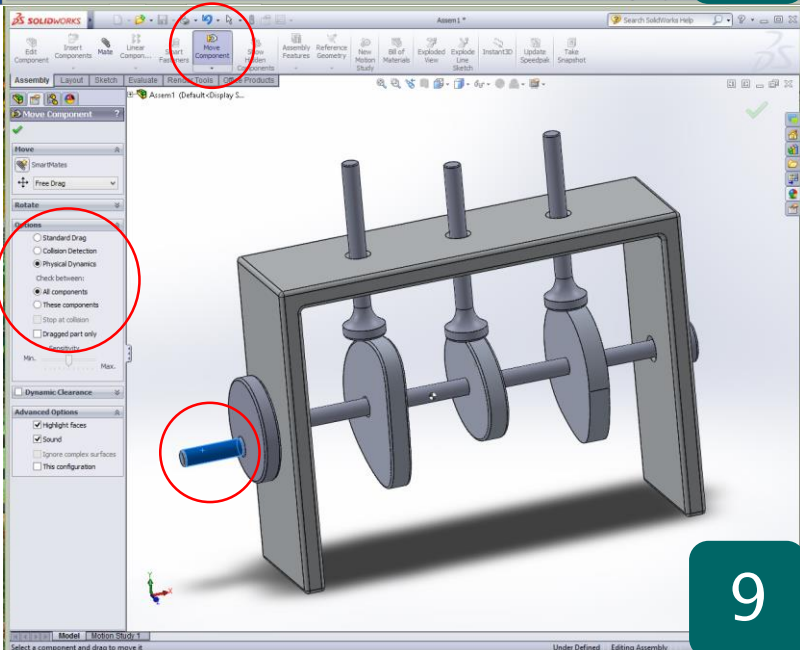 SOLIDWORKS
Assem1 *
Search SolidWorks Help
Edit Component
Insert Components
Mate
Linear Compon...
Smart Fasteners
Move Component
Show Hidden Components
Assembly Features
Reference Geometry
New Motion Study
Bill of Materials
Exploded View
Explode Line Sketch
Instant3D
Update Speedpak
Take Snapshot
Assembly
Layout
Sketch
Evaluate
Render Tools
Office Products
Assem1 (Default<Display S...
Move Component
?
Move
SmartMates
Free Drag
Rotate
Options
Standard Drag
Collision Detection
Physical Dynamics
Check between:
All components
These components
Stop at collision
Dragged part only
Sensitivity
Min.
Max.
Dynamic Clearance
Advanced Options
Highlight faces
Sound
Ignore complex surfaces
This configuration
Y
X
Z
9
Model
Motion Study 1
Select a component and drag to move it
Under Defined
Editing Assembly